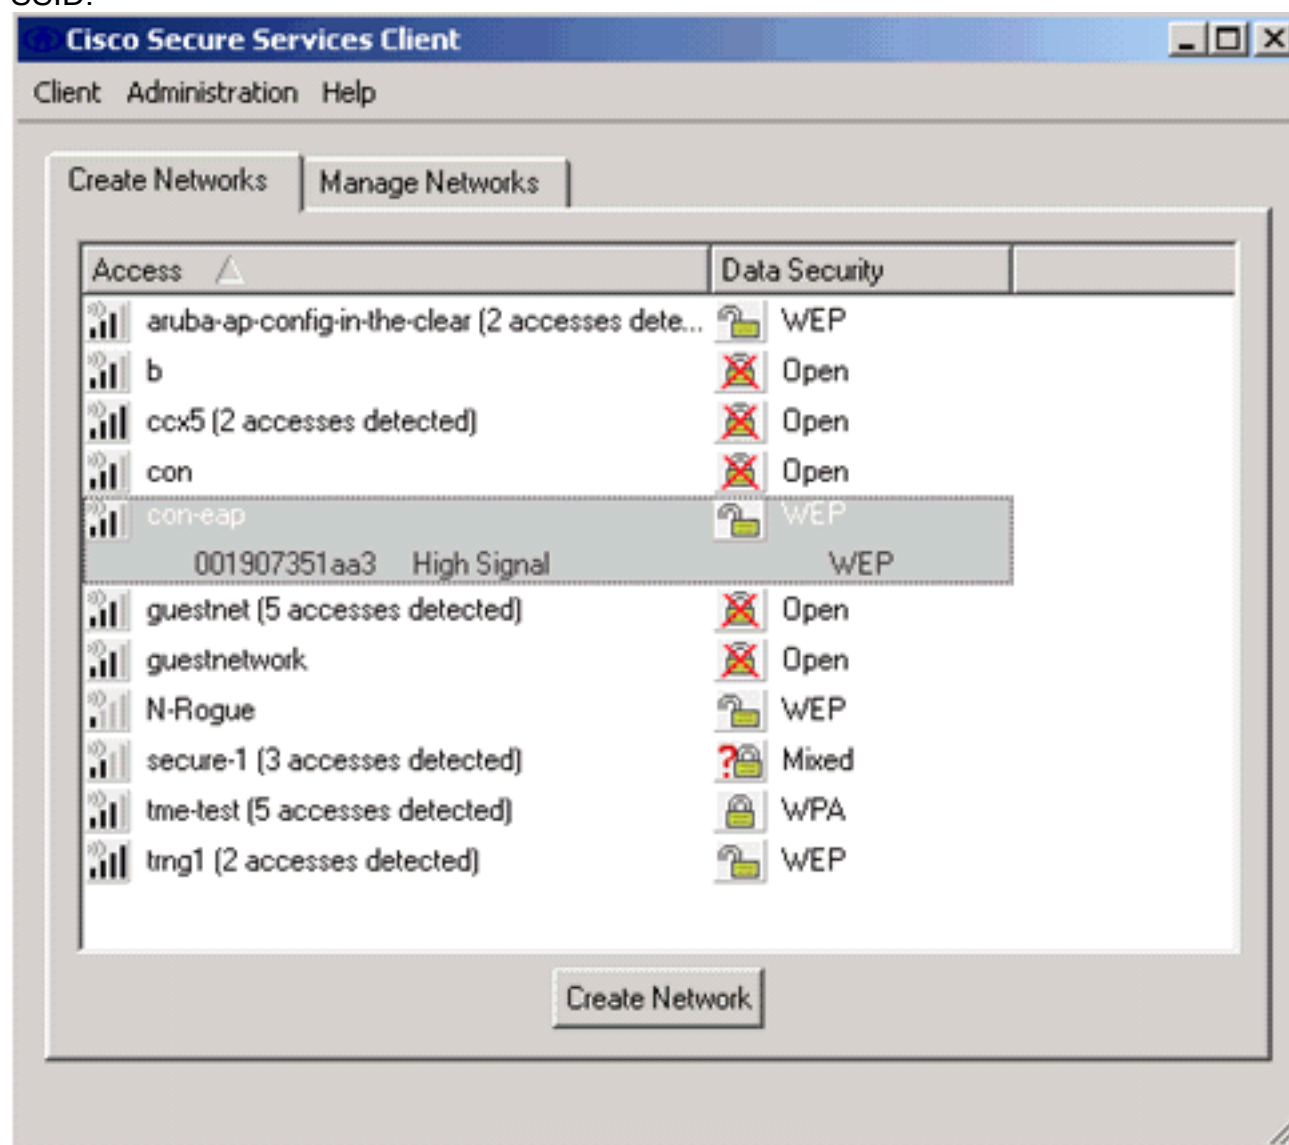 SSID.
Cisco Secure Services Client
Client Administration Help
Create Networks Manage Networks
Access Data Security
aruba-ap-config-in-the-clear (2 accesses dete... WEP
b Open
ccx5 (2 accesses detected) Open
con Open
con-eap WEP
001907351aa3 High Signal WEP
guestnet (5 accesses detected) Open
guestnetwork Open
N-Rogue WEP
secure-1 (3 accesses detected) Mixed
tme-test (5 accesses detected) WPA
trng1 (2 accesses detected) WEP
Create Network